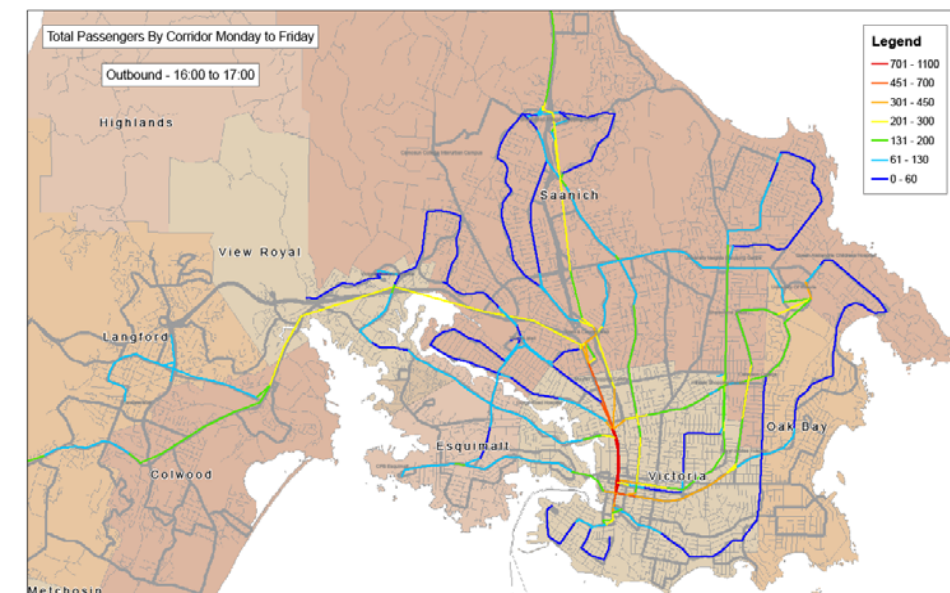 Total Passengers By Corridor Monday to Friday
Outbound - 16:00 to 17:00
Legend
701 - 1100
451 - 700
301 - 450
201 - 300
131 - 200
61 - 130
0 - 60
Highlands
Saanich
View Royal
Langford
Oak Bay
Esquimalt
Colwood
Victoria
Metchosin